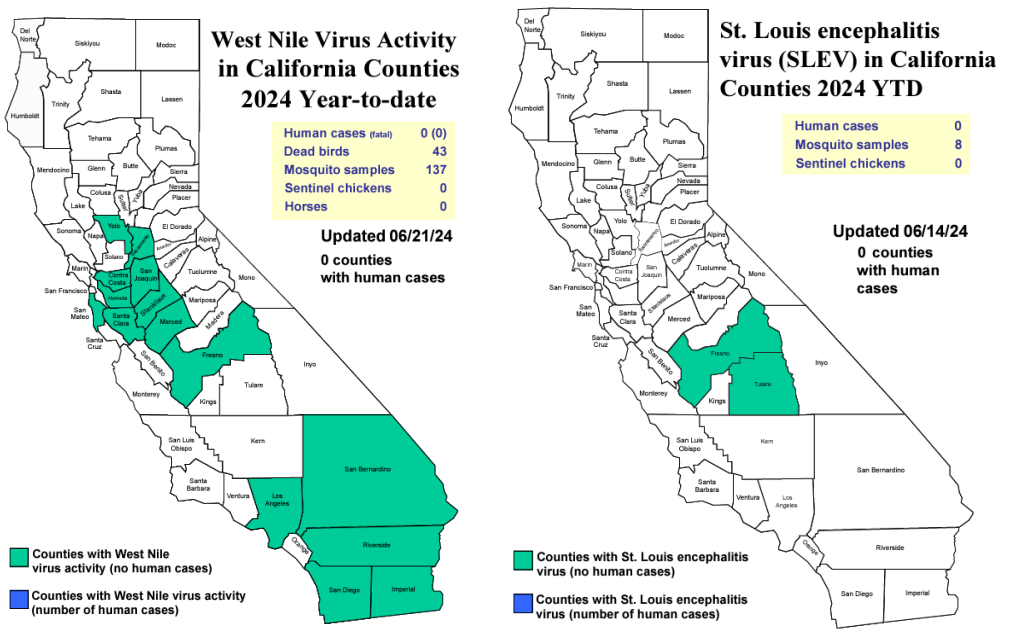 West Nile Virus Activity
in California Counties
2024 Year-to-date
Human cases (fatal) 0 (0)
Dead birds 43
Mosquito samples 137
Sentinel chickens 0
Horses 0
Updated 06/21/24
0 counties
with human cases
Del
Norte
Siskiyou
Modoc
Humboldt
Trinity
Shasta
Lassen
Tehama
Plumas
Mendocino
Glenn
Butte
Sierra
Colusa
Sutter
Yuba
Nevada
Placer
Lake
Yolo
El Dorado
Sonoma
Napa
Sacramento
Amador
Alpine
Solano
Calaveras
Marin
Contra
Costa
San
Joaquin
Tuolumne
Mono
San Francisco
Alameda
Stanislaus
Mariposa
San
Mateo
Santa
Clara
Merced
Madera
Santa
Cruz
San Benito
Fresno
Inyo
Monterey
Kings
Tulare
San Luis
Obispo
Kern
San Bernardino
Santa
Barbara
Ventura
Los
Angeles
Orange
Riverside
San Diego
Imperial
Counties with West Nile
virus activity (no human cases)
Counties with West Nile virus activity
(number of human cases)
St. Louis encephalitis
virus (SLEV) in California
Counties 2024 YTD
Human cases 0
Mosquito samples 8
Sentinel chickens 0
Updated 06/14/24
0 counties
with human
cases
Del
Norte
Siskiyou
Modoc
Humboldt
Trinity
Shasta
Lassen
Tehama
Plumas
Mendocino
Glenn
Butte
Sierra
Colusa
Sutter
Yuba
Nevada
Placer
Lake
Yolo
El Dorado
Sonoma
Napa
Sacramento
Amador
Alpine
Solano
Calaveras
Marin
Contra
Costa
San
Joaquin
Tuolumne
Mono
San Francisco
Stanislaus
Mariposa
San
Mateo
Santa
Clara
Merced
Santa
Cruz
San Benito
Fresno
Inyo
Monterey
Kings
Tulare
San Luis
Obispo
Kern
San Bernardino
Santa
Barbara
Ventura
Los
Angeles
Orange
Riverside
San Diego
Imperial
Counties with St. Louis encephalitis
virus (no human cases)
Counties with St. Louis encephalitis
virus (number of human cases)